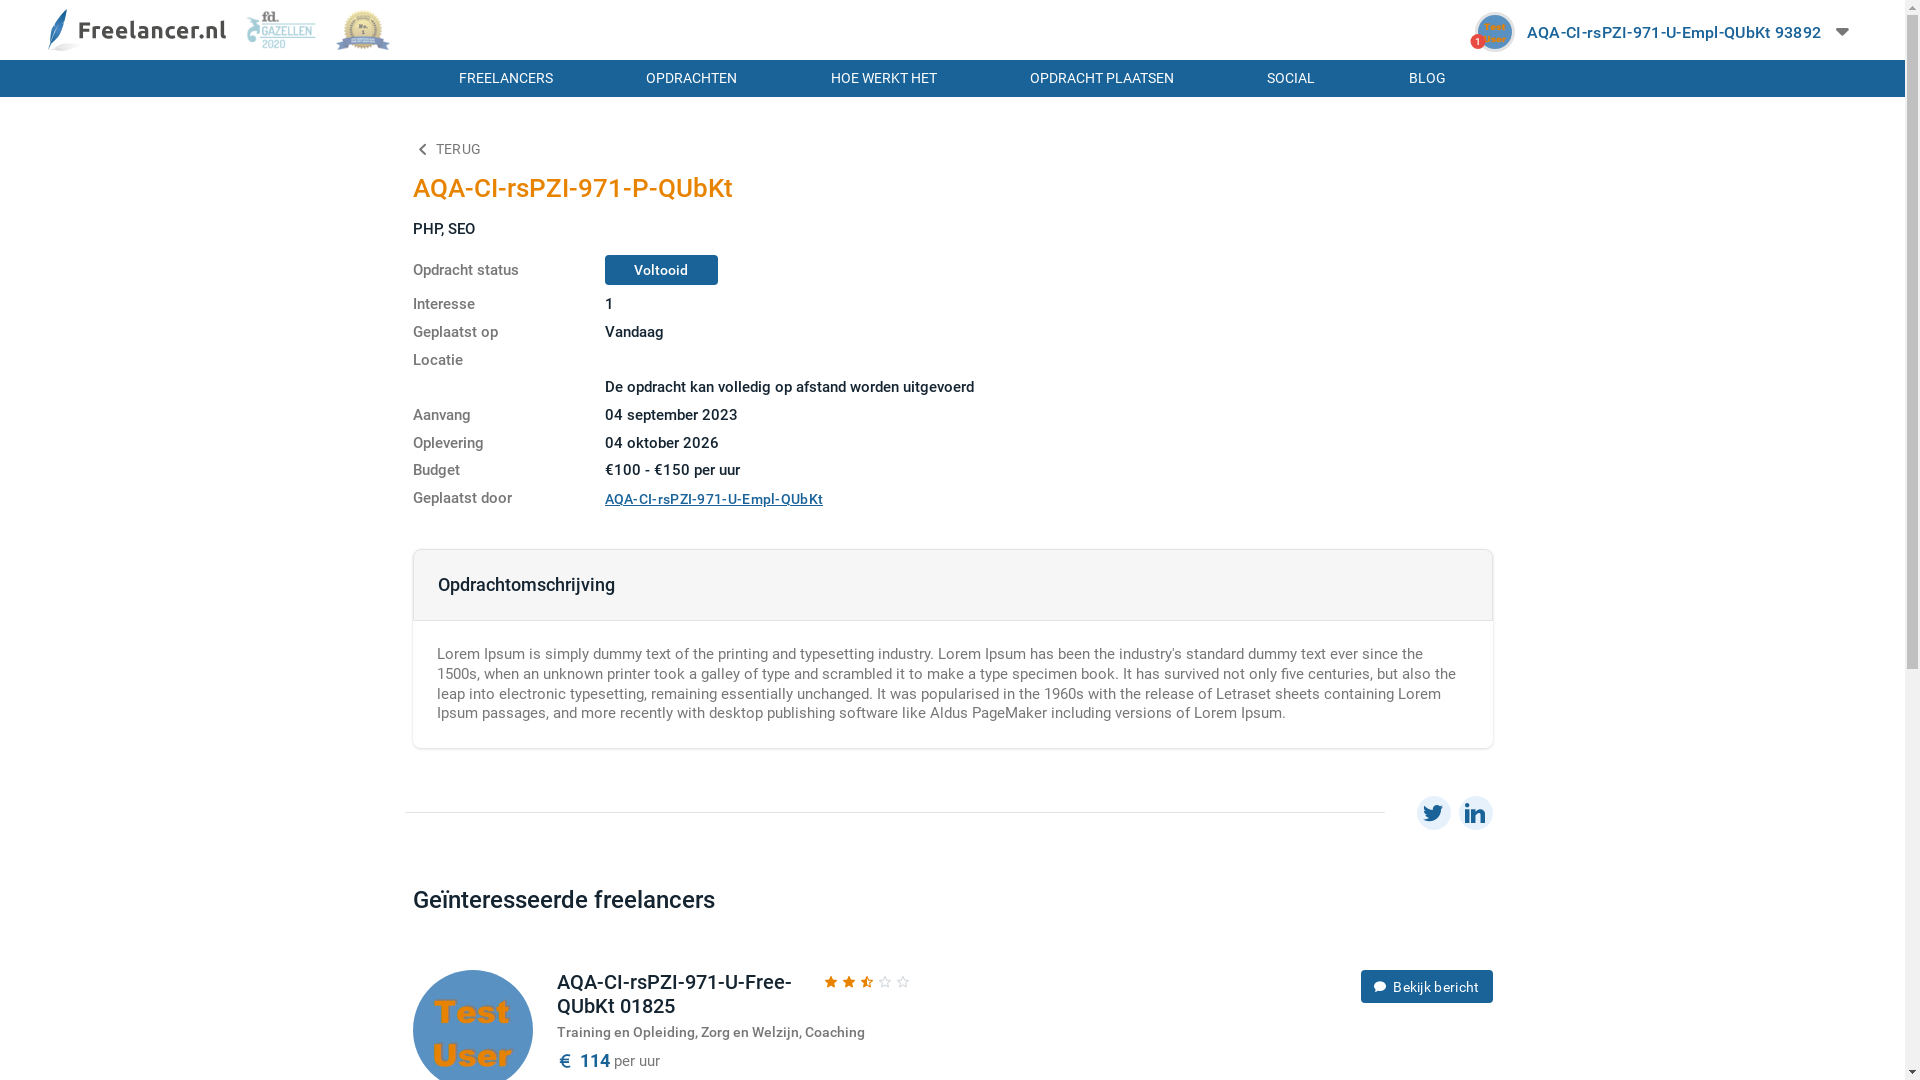 Freelancer.nl
fd.
GAZELLEN
2020
No.
1
Test
User
1
AQA-CI-rsPZI-971-U-Empl-QUbKt 93892
FREELANCERS
OPDRACHTEN
HOE WERKT HET
OPDRACHT PLAATSEN
SOCIAL
BLOG
TERUG
AQA-CI-rsPZI-971-P-QUbKt
PHP, SEO
Opdracht status
Voltooid
Interesse
1
Geplaatst op
Vandaag
Locatie
De opdracht kan volledig op afstand worden uitgevoerd
Aanvang
04 september 2023
Oplevering
04 oktober 2026
Budget
€100 - €150 per uur
Geplaatst door
AQA-CI-rsPZI-971-U-Empl-QUbKt
Opdrachtomschrijving
Lorem Ipsum is simply dummy text of the printing and typesetting industry. Lorem Ipsum has been the industry's standard dummy text ever since the
1500s, when an unknown printer took a galley of type and scrambled it to make a type specimen book. It has survived not only five centuries, but also the
leap into electronic typesetting, remaining essentially unchanged. It was popularised in the 1960s with the release of Letraset sheets containing Lorem
Ipsum passages, and more recently with desktop publishing software like Aldus PageMaker including versions of Lorem Ipsum.
Geïnteresseerde freelancers
Test
User
AQA-CI-rsPZI-971-U-Free-
QUbKt 01825
Training en Opleiding, Zorg en Welzijn, Coaching
€ 114 per uur
Bekijk bericht